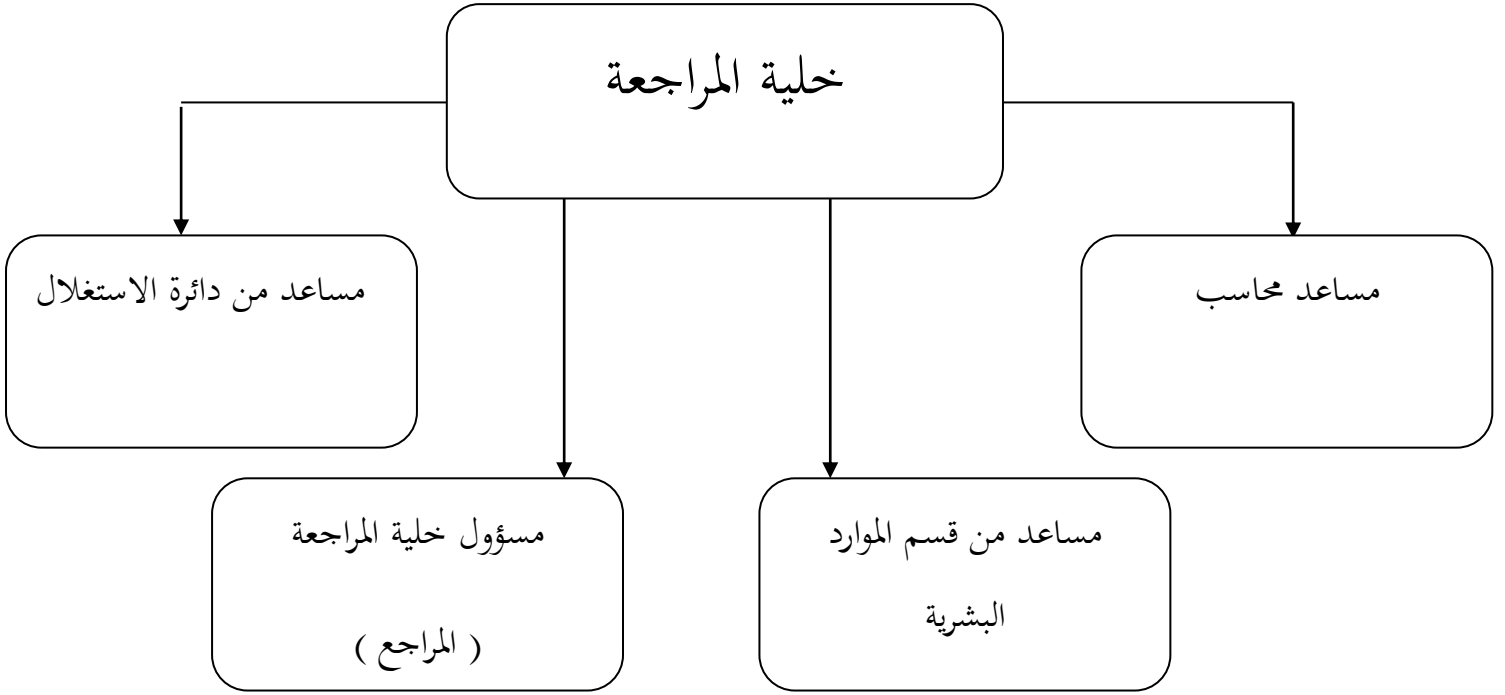 خلية المراجعة
مساعد محاسب
مساعد من دائرة الاستغلال
مساعد من قسم الموارد
البشرية
مسؤول خلية المراجعة
( المراجع )